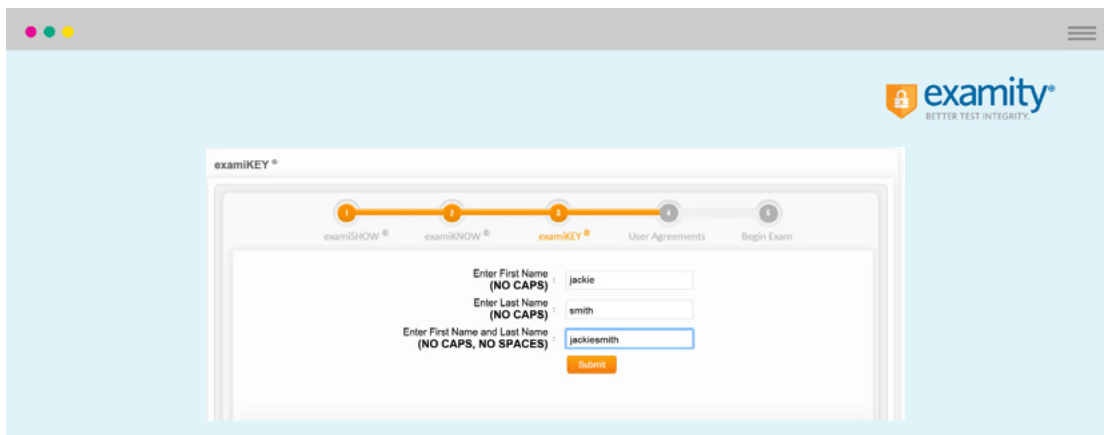 examity®
BETTER TEST INTEGRITY.
examiKEY ®
1 2 3 4 5
examiSHOW ® examiKNOW ® examiKEY ® User Agreements Begin Exam
Enter First Name
(NO CAPS) : jackie
Enter Last Name
(NO CAPS) : smith
Enter First Name and Last Name
(NO CAPS, NO SPACES) : jackiesmith
Submit